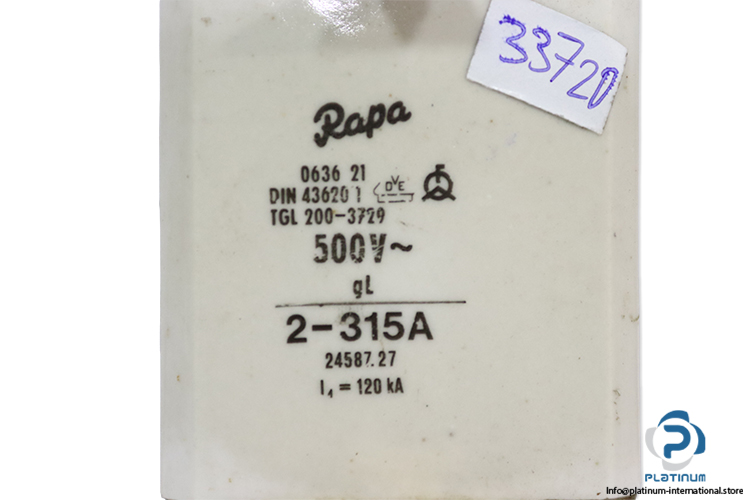 33720
Rapa
0636 21
DIN 43620 1
DVE
TGL 200-3729
500V~
gL
2-315A
24587.27
I₁ = 120 kA
PLATINUM
Info@platinum-international.store